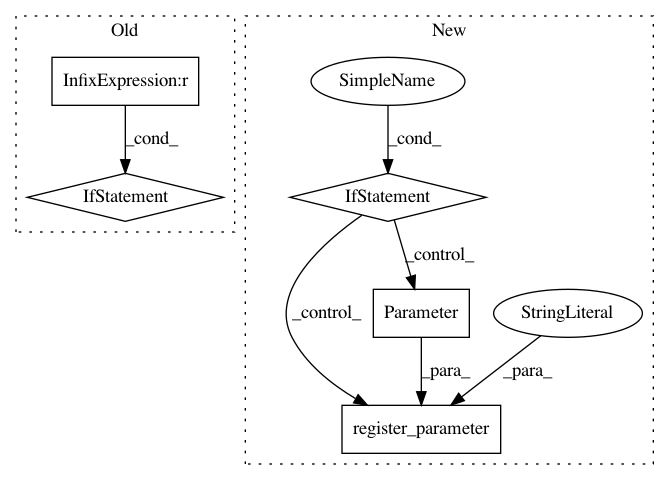 Old
New
InfixExpression:r
SimpleName
_cond_
_cond_
IfStatement
IfStatement
_control_
_control_
Parameter
StringLiteral
_para_
_para_
register_parameter